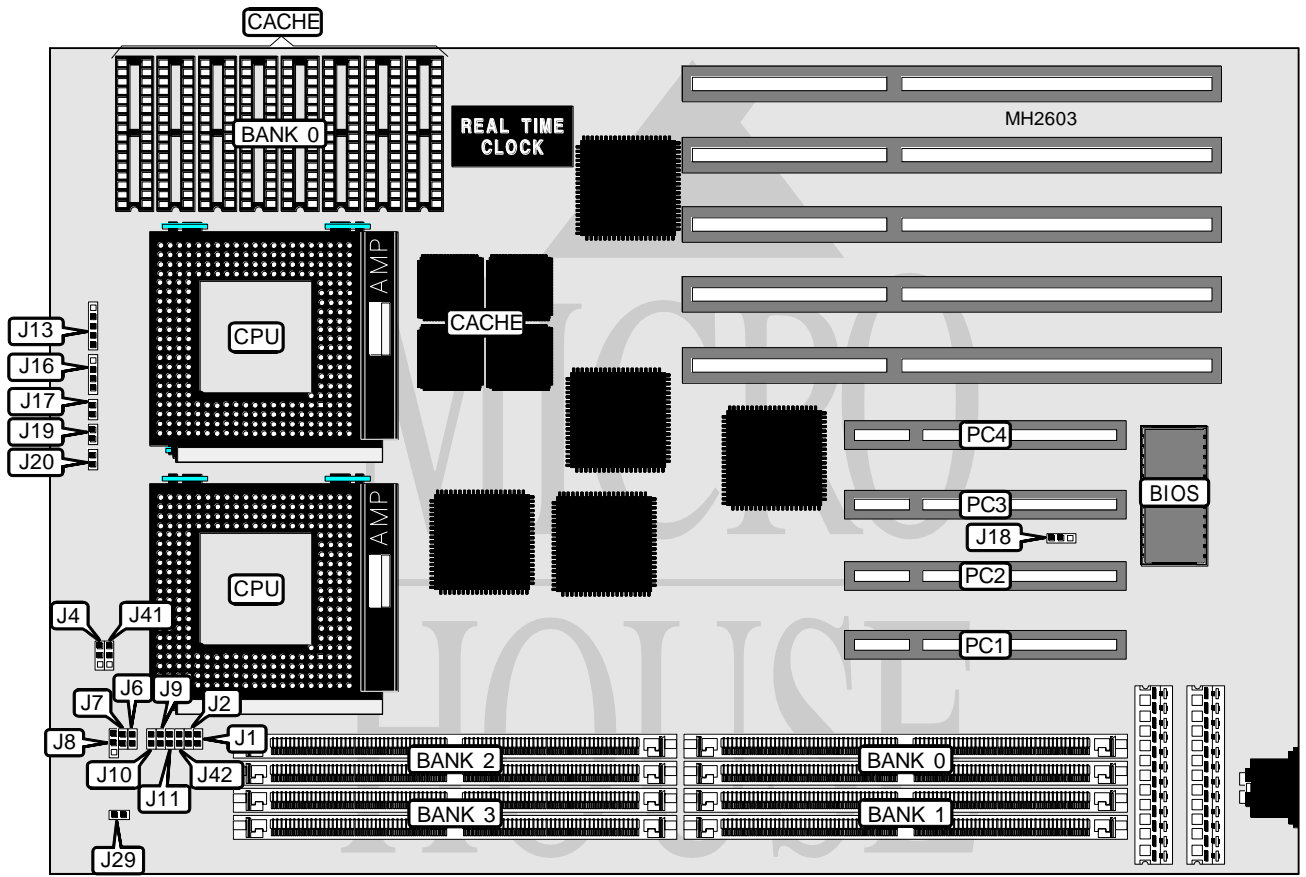 CACHE
MH2603
REAL TIME
CLOCK
BANK 0
AMP
CPU
CACHE
J13
J16
J17
J19
J20
PC4
PC3
BIOS
J18
AMP
CPU
PC2
PC1
J4
J41
J7
J6
J9
J2
J8
J1
J10
J42
J11
BANK 2
BANK 0
BANK 3
BANK 1
J29
MICRO
HOUSE